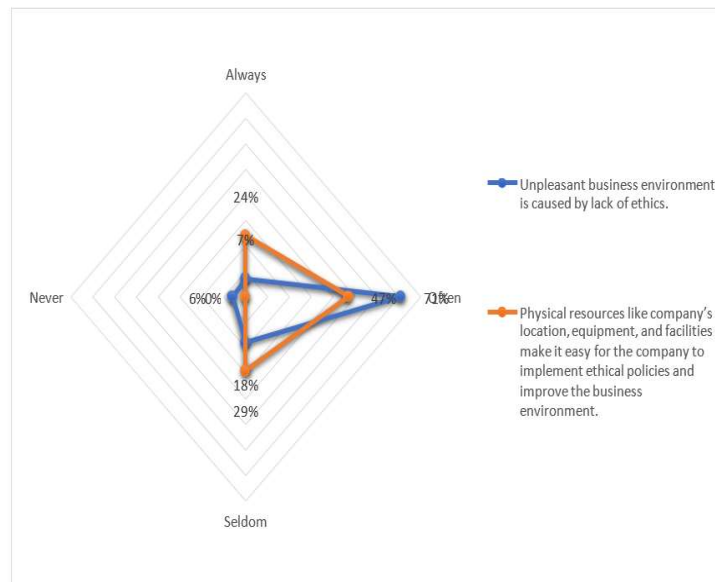 Always
24%
7%
Never
6%
0%
47%
71%
Often
18%
29%
Seldom
Unpleasant business environment
is caused by lack of ethics.
Physical resources like company's
location, equipment, and facilities
make it easy for the company to
implement ethical policies and
improve the business
environment.